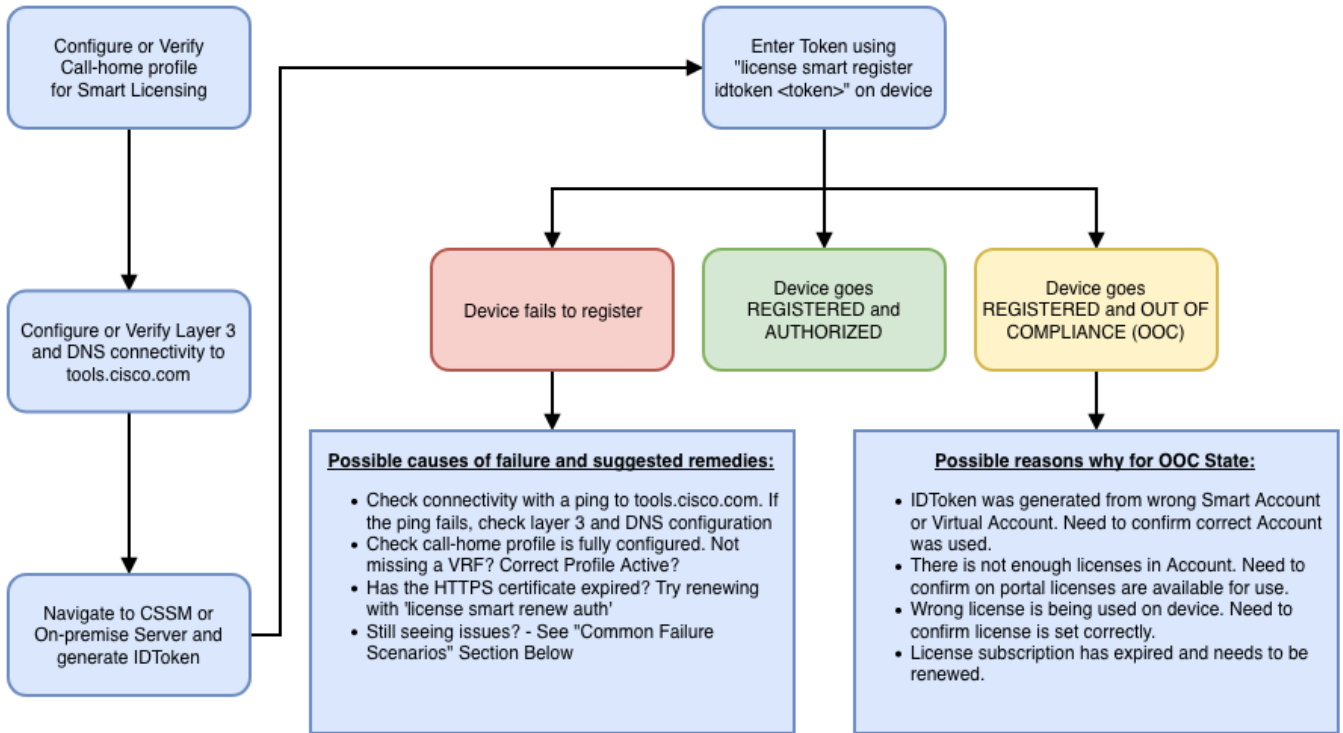 Configure or Verify
Call-home profile
for Smart Licensing
Configure or Verify Layer 3
and DNS connectivity to
tools.cisco.com
Navigate to CSSM or
On-premise Server and
generate IDToken
Enter Token using
"license smart register
idtoken <token>" on device
Device fails to register
Device goes
REGISTERED and
AUTHORIZED
Device goes
REGISTERED and OUT OF
COMPLIANCE (OOC)
Possible causes of failure and suggested remedies:
• Check connectivity with a ping to tools.cisco.com. If
the ping fails, check layer 3 and DNS configuration
• Check call-home profile is fully configured. Not
missing a VRF? Correct Profile Active?
• Has the HTTPS certificate expired? Try renewing
with 'license smart renew auth'
• Still seeing issues? - See "Common Failure
Scenarios" Section Below
Possible reasons why for OOC State:
• IDToken was generated from wrong Smart Account
or Virtual Account. Need to confirm correct Account
was used.
• There is not enough licenses in Account. Need to
confirm on portal licenses are available for use.
• Wrong license is being used on device. Need to
confirm license is set correctly.
• License subscription has expired and needs to be
renewed.